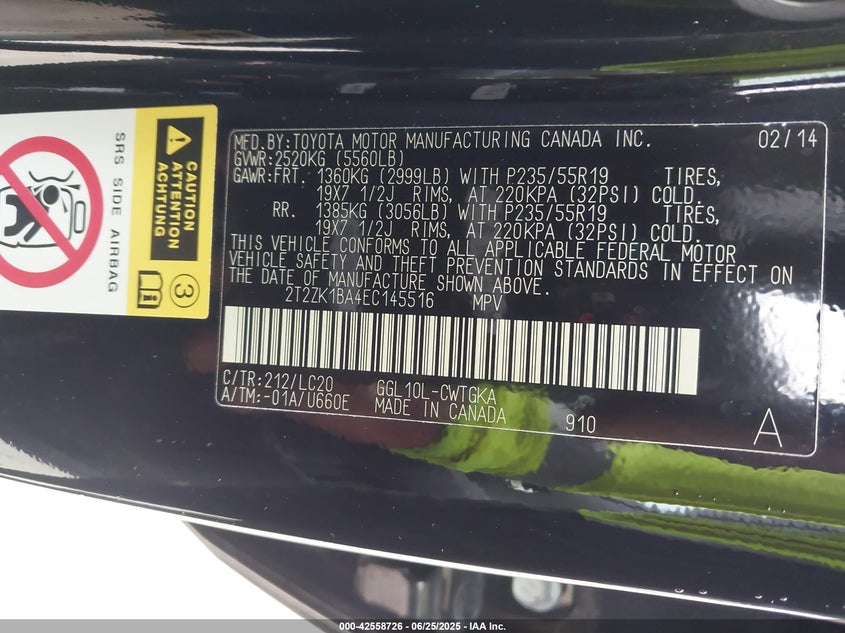 MFD.BY:TOYOTA MOTOR MANUFACTURING CANADA INC. 02/14
GVWR:2520KG (5560LB)
GAWR:FRT. 1360KG (2999LB) WITH P235/55R19 TIRES,
19X7 1/2J RIMS, AT 220KPA (32PSI) COLD.
RR. 1385KG (3056LB) WITH P235/55R19 TIRES,
19X7 1/2J RIMS, AT 220KPA (32PSI) COLD.
THIS VEHICLE CONFORMS TO ALL APPLICABLE FEDERAL MOTOR
VEHICLE SAFETY AND THEFT PREVENTION STANDARDS IN EFFECT ON
THE DATE OF MANUFACTURE SHOWN ABOVE.
2T2ZK1BA4EC145516 MPV
C/TR:212/LC20 GGL10L-CWTGKA
A/TM:-01A/U660E MADE IN CANADA 910 A
CAUTION
ATTENTION
ACHTUNG
SRS SIDE AIRBAG
3
000-42558726 - 06/25/2025 - IAA Inc.